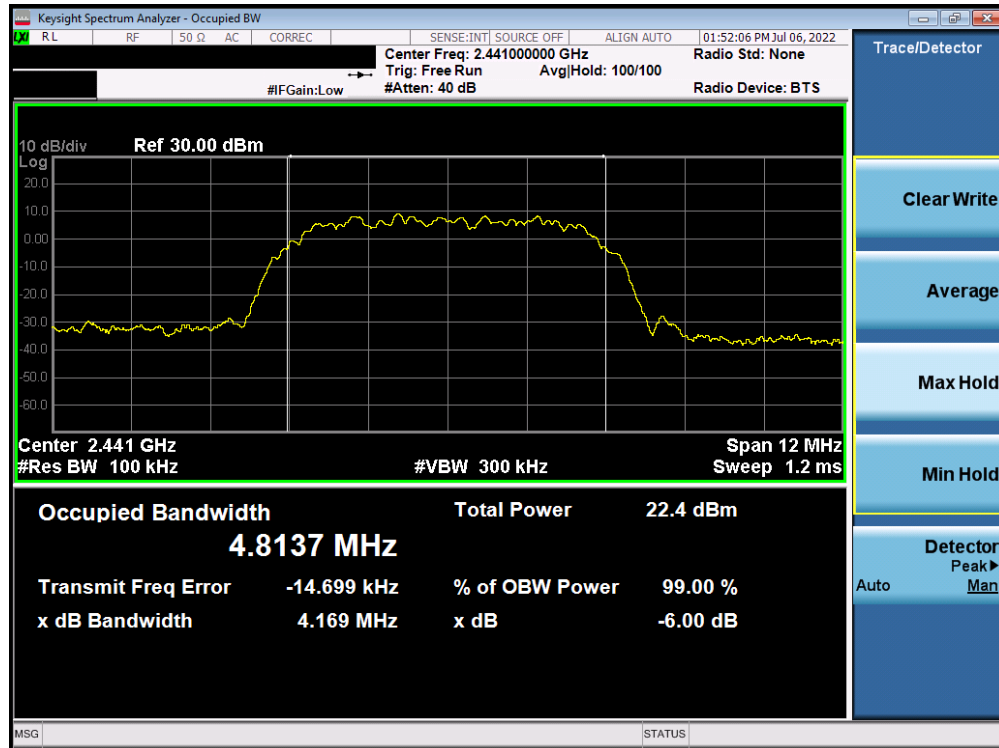 Keysight Spectrum Analyzer - Occupied BW
LXI RL RF 50 Ω AC CORREC SENSE:INT SOURCE OFF ALIGN AUTO 01:52:06 PM Jul 06, 2022
Center Freq: 2.441000000 GHz Radio Std: None
Trig: Free Run Avg|Hold: 100/100
#IFGain:Low #Atten: 40 dB Radio Device: BTS
10 dB/div Ref 30.00 dBm
Log
20.0
10.0
0.00
-10.0
-20.0
-30.0
-40.0
-50.0
-60.0
Center 2.441 GHz Span 12 MHz
#Res BW 100 kHz #VBW 300 kHz Sweep 1.2 ms
Occupied Bandwidth Total Power 22.4 dBm
4.8137 MHz
Transmit Freq Error -14.699 kHz % of OBW Power 99.00 %
x dB Bandwidth 4.169 MHz x dB -6.00 dB
MSG STATUS
Trace/Detector
Clear Write
Average
Max Hold
Min Hold
Detector
Peak▶
Auto Man